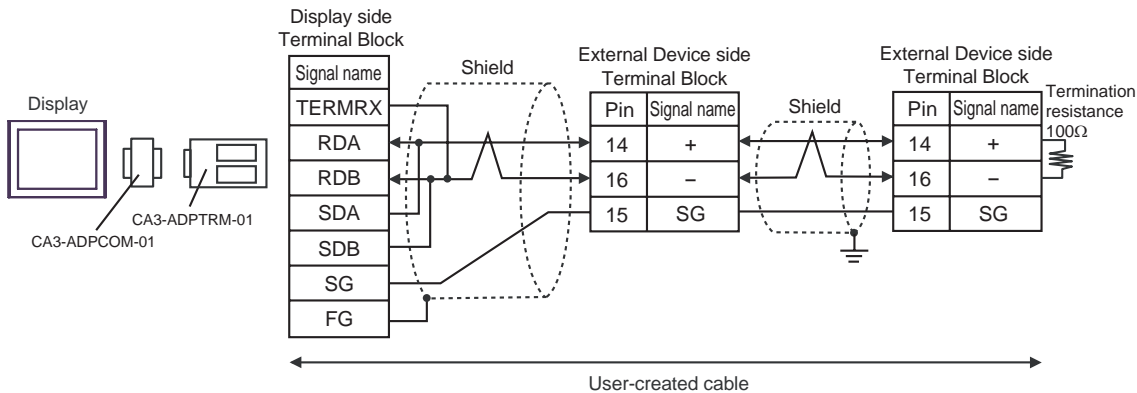 Display
CA3-ADPCOM-01
CA3-ADPTRM-01
Display side
Terminal Block
Signal name
TERMRX
RDA
RDB
SDA
SDB
SG
FG
Shield
External Device side
Terminal Block
Pin Signal name
14 +
16 –
15 SG
Shield
External Device side
Terminal Block
Pin Signal name
14 +
16 –
15 SG
Termination
resistance
100Ω
User-created cable